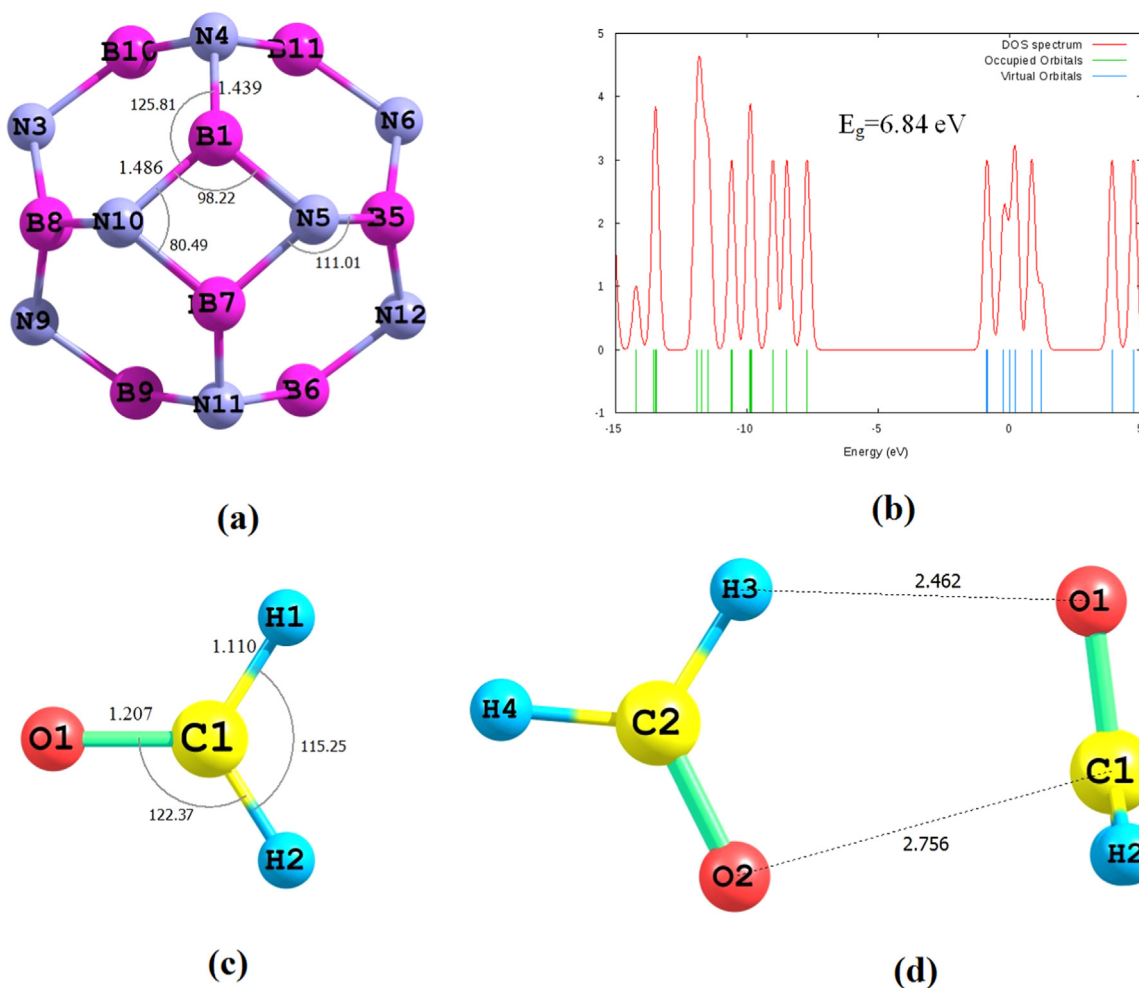 B10 N4 B11
1.439
125.81
N3 B1 N6
1.486
98.22
B8 N10 N5 B5
80.49 111.01
B7
N9 N12
B9 N11 B6
(a)
5
4
3
2
1
0
-1
DOS spectrum
Occupied Orbitals
Virtual Orbitals
Eg=6.84 eV
-15 -10 -5 0 5
Energy (eV)
(b)
H1
1.110
1.207
O1 C1
115.25
122.37
H2
(c)
H3 2.462 O1
H4 C2
C1
2.756
H2
O2
(d)